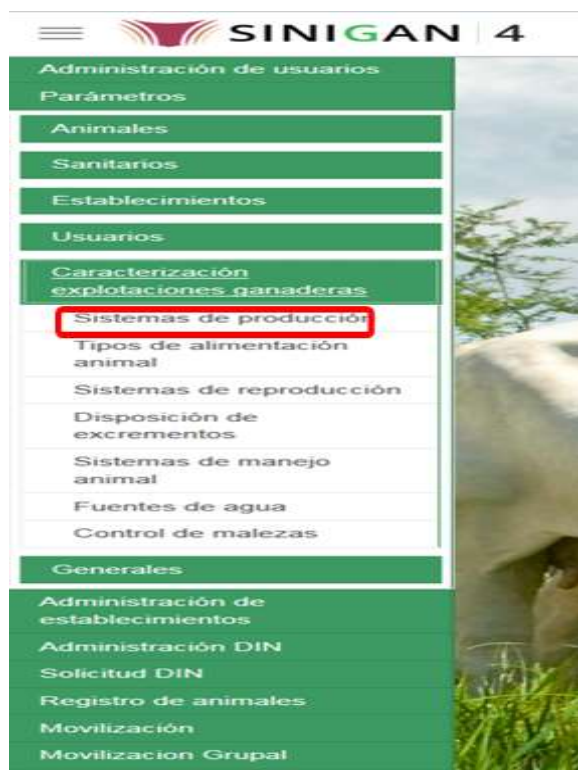 SINIGAN 4
Administración de usuarios
Parámetros
Animales
Sanitarios
Establecimientos
Usuarios
Caracterización
explotaciones ganaderas
Sistemas de producción
Tipos de alimentación
animal
Sistemas de reproducción
Disposición de
excrementos
Sistemas de manejo
animal
Fuentes de agua
Control de malezas
Generales
Administración de
establecimientos
Administración DIN
Solicitud DIN
Registro de animales
Movilización
Movilizacion Grupal